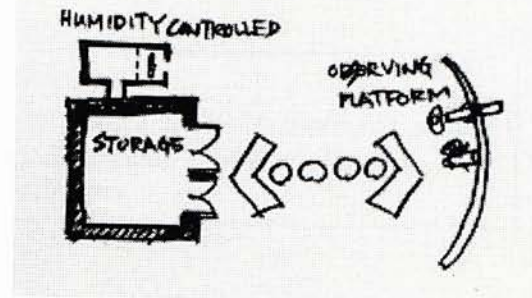 HUMIDITY CONTROLLED
OBSERVING
PLATFORM
STORAGE